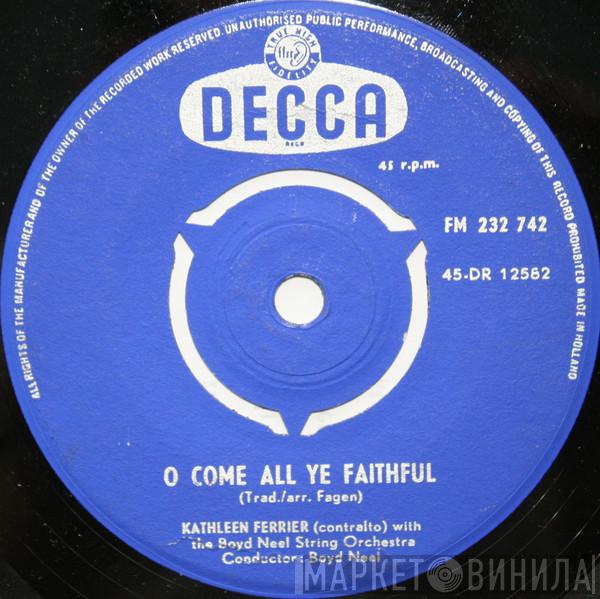 ALL RIGHTS OF THE MANUFACTURER AND OF THE OWNER OF THE RECORDED WORK RESERVED. UNAUTHORISED PUBLIC PERFORMANCE, BROADCASTING AND COPYING OF THIS RECORD PROHIBITED MADE IN HOLLAND
TRUE HIGH FIDELITY
DECCA
REGD
45 r.p.m.
FM 232 742
45-DR 12582
O COME ALL YE FAITHFUL
(Trad./arr. Fagen)
KATHLEEN FERRIER (contralto) with
the Boyd Neel String Orchestra
Conductor: Boyd Neel
МАРКЕТ ВИНИЛА